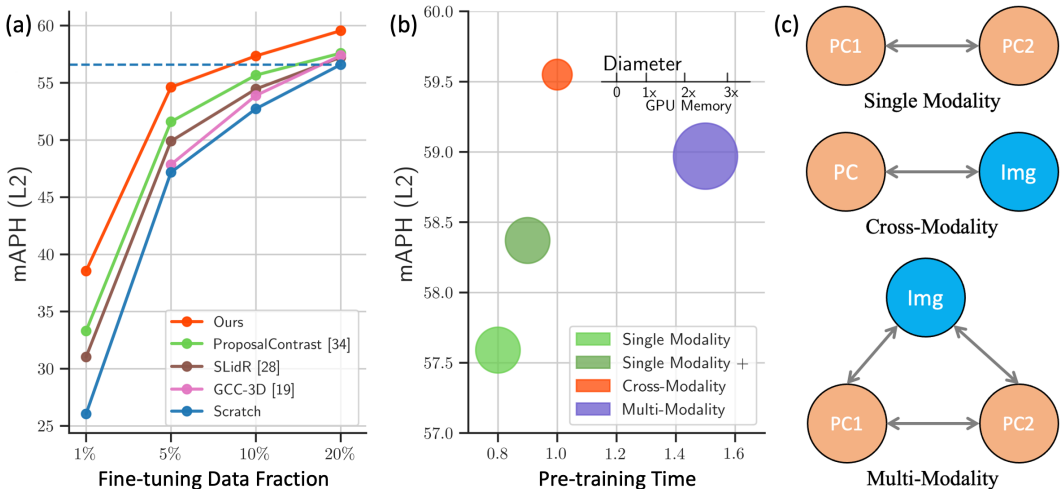 (a)
mAPH (L2)
60
55
50
45
40
35
30
25
1%
5%
10%
20%
Fine-tuning Data Fraction
Ours
ProposalContrast [34]
SLidR [28]
GCC-3D [19]
Scratch
(b)
mAPH (L2)
60.0
59.5
59.0
58.5
58.0
57.5
57.0
0.8
1.0
1.2
1.4
1.6
Pre-training Time
Diameter
0 1x 2x 3x
GPU Memory
Single Modality
Single Modality +
Cross-Modality
Multi-Modality
(c)
PC1 PC2
Single Modality
PC Img
Cross-Modality
Img
PC1 PC2
Multi-Modality